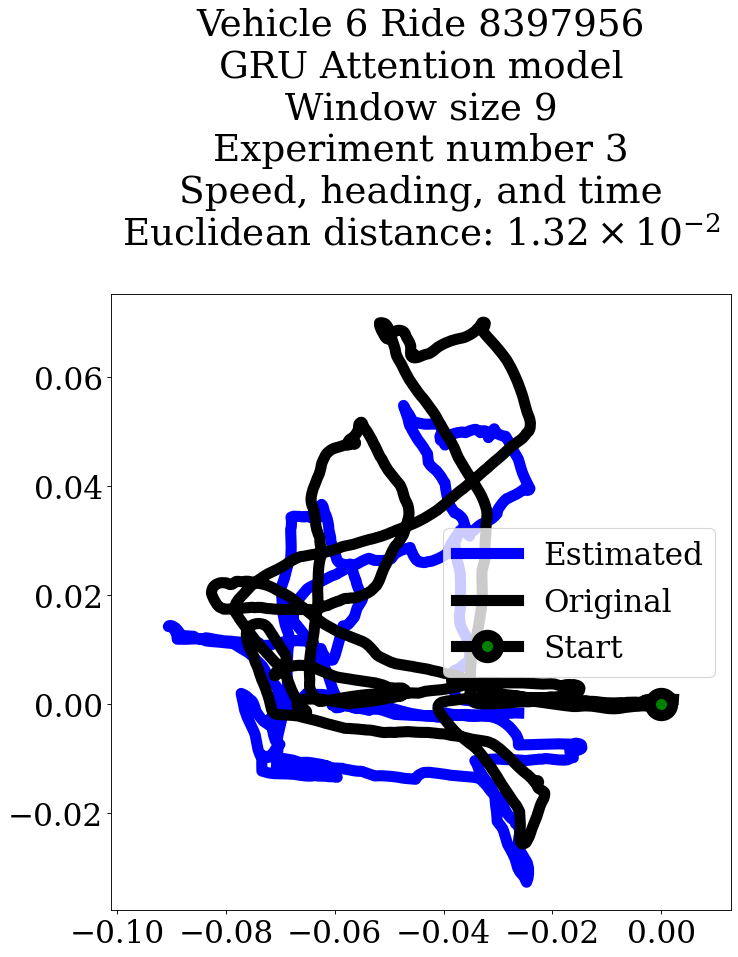 Vehicle 6 Ride 8397956
GRU Attention model
Window size 9
Experiment number 3
Speed, heading, and time
Euclidean distance: 1.32 × 10⁻²
0.06
0.04
0.02
0.00
−0.02
Estimated
Original
Start
−0.10 −0.08 −0.06 −0.04 −0.02 0.00